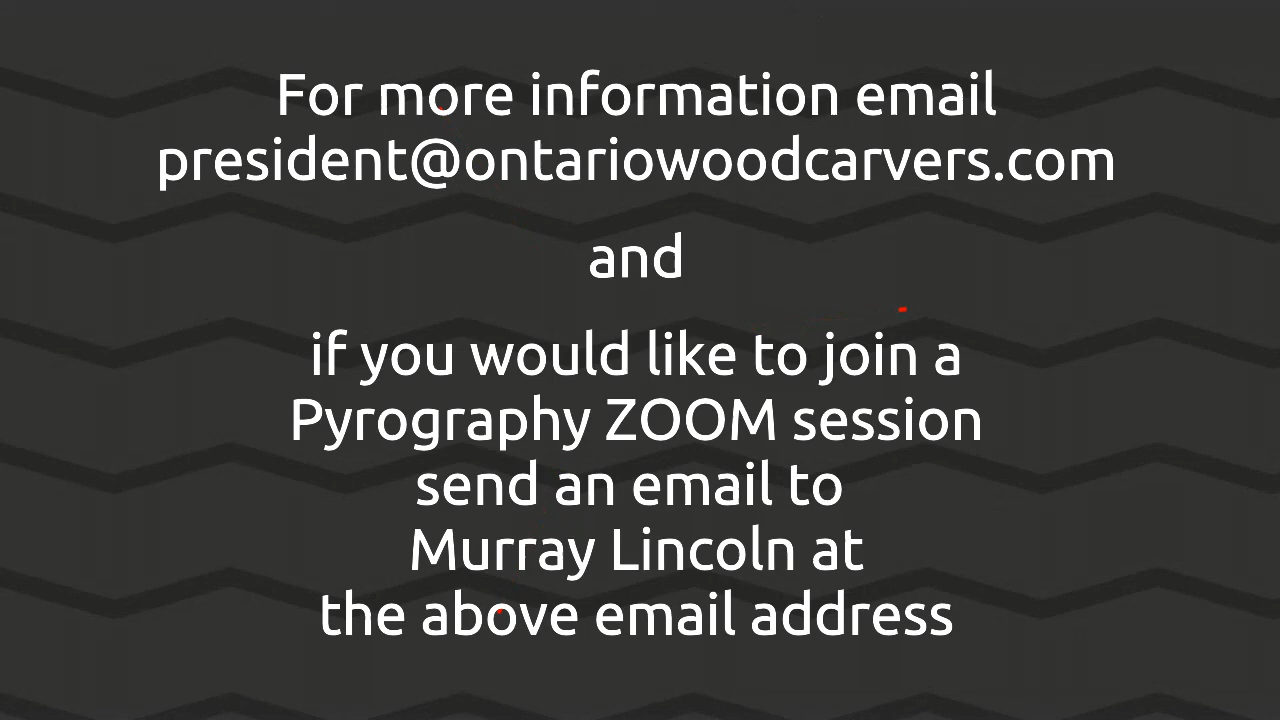 For more information email
president@ontariowoodcarvers.com
and
if you would like to join a
Pyrography ZOOM session
send an email to
Murray Lincoln at
the above email address